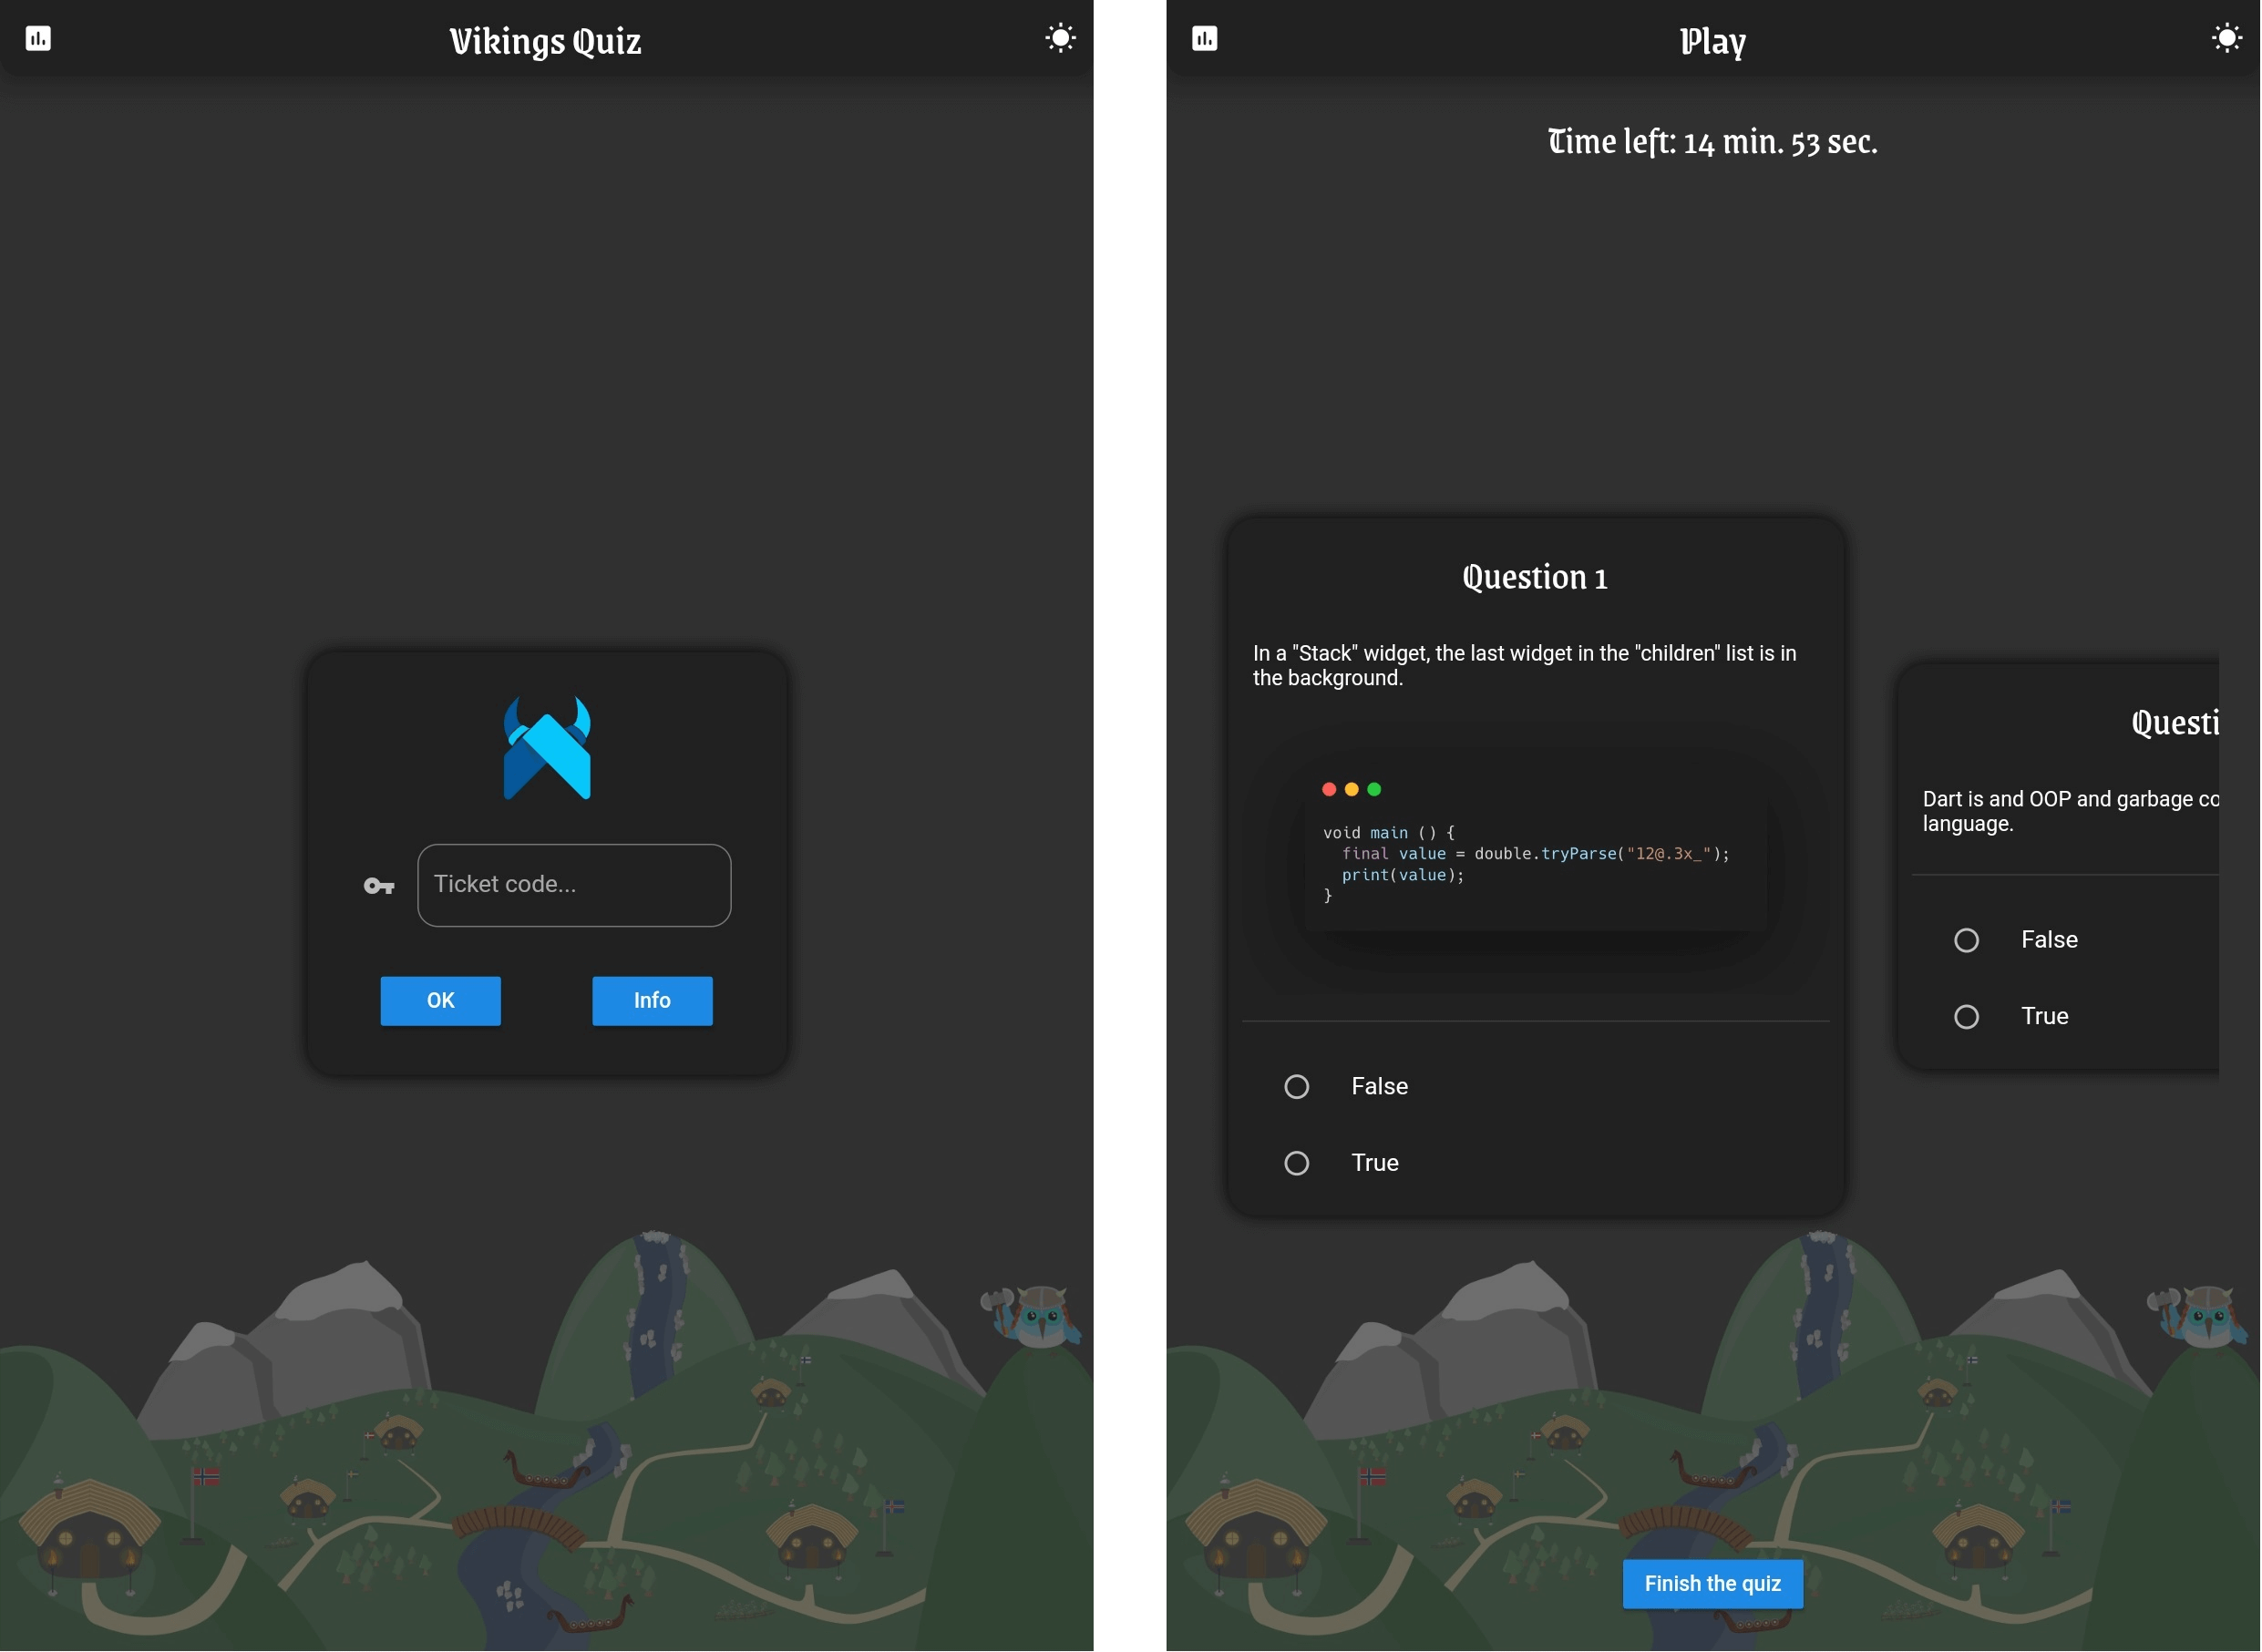 Vikings Quiz
Ticket code...
OK
Info
Play
Time left: 14 min. 53 sec.
Question 1
In a "Stack" widget, the last widget in the "children" list is in
the background.
void main () {
  final value = double.tryParse("12@.3x_");
  print(value);
}
False
True
Questi
Dart is and OOP and garbage co
language.
False
True
Finish the quiz